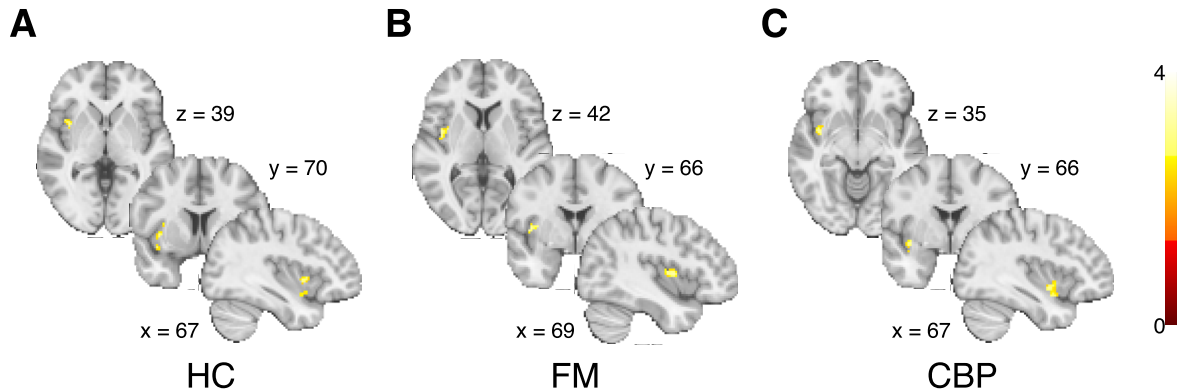 A
B
C
z = 39
z = 42
z = 35
4
y = 70
y = 66
y = 66
x = 67
x = 69
x = 67
0
HC
FM
CBP